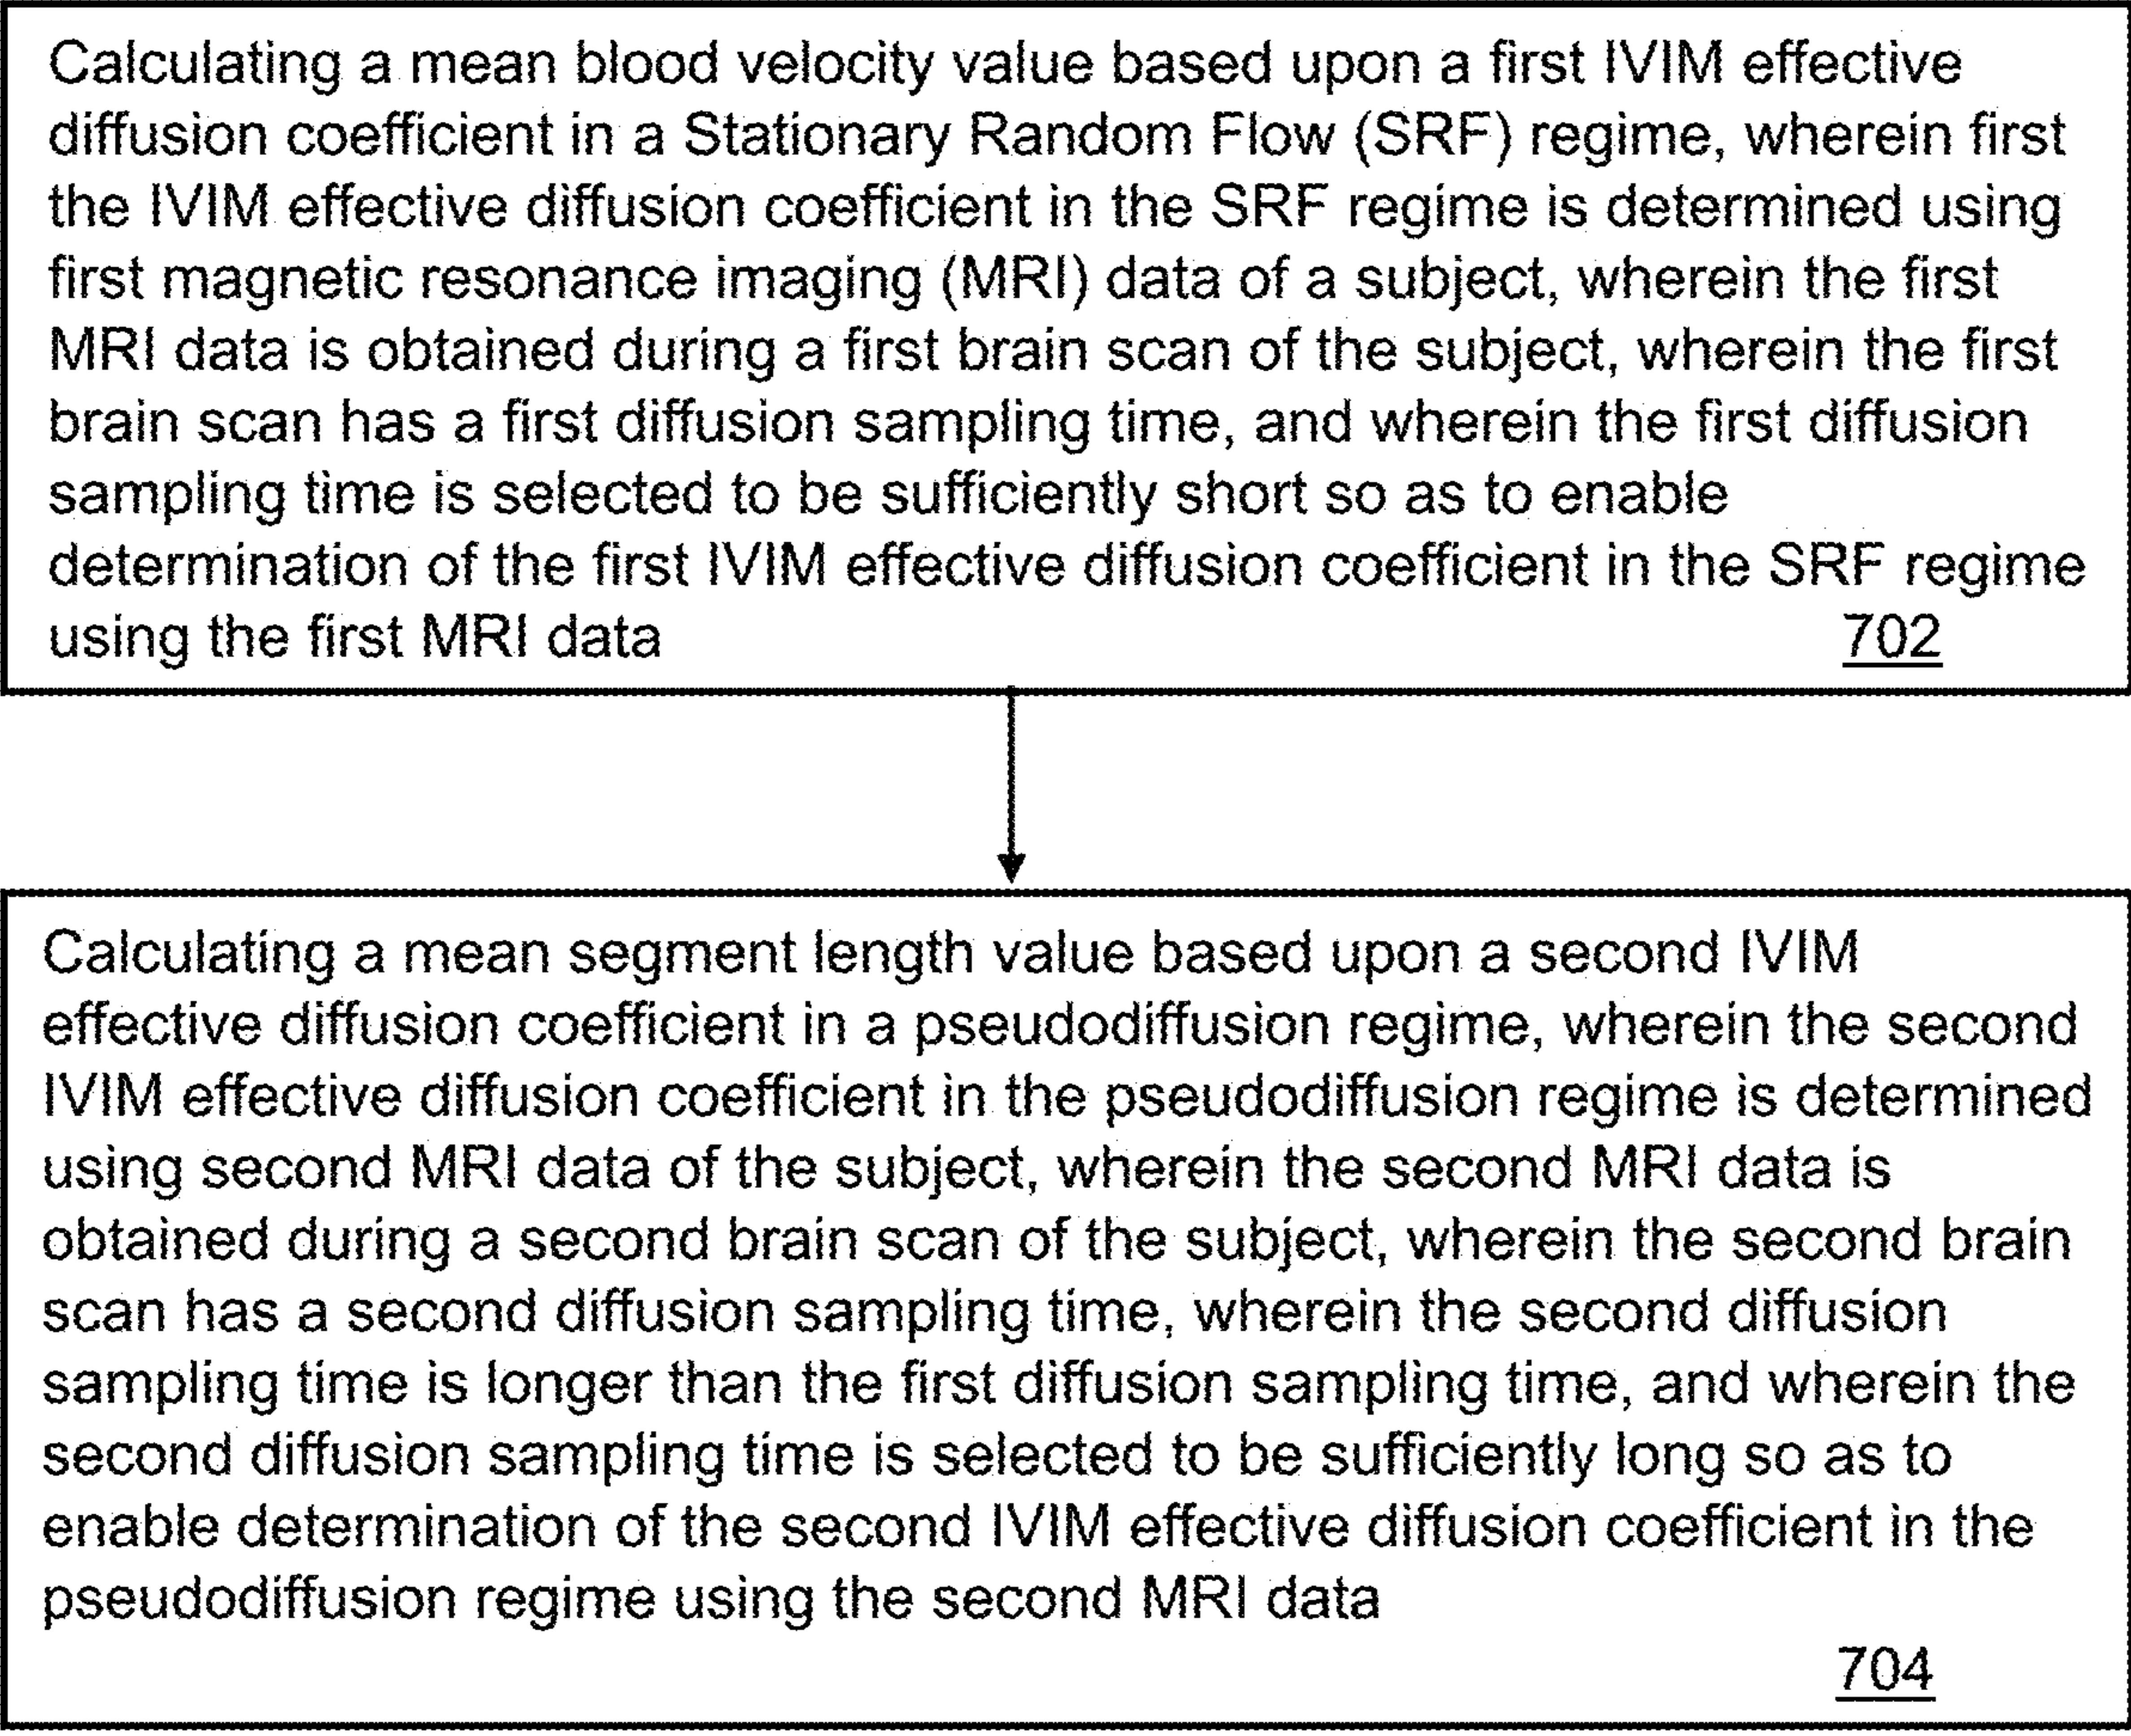 Calculating a mean blood velocity value based upon a first IVIM effective
diffusion coefficient in a Stationary Random Flow (SRF) regime, wherein first
the IVIM effective diffusion coefficient in the SRF regime is determined using
first magnetic resonance imaging (MRI) data of a subject, wherein the first
MRI data is obtained during a first brain scan of the subject, wherein the first
brain scan has a first diffusion sampling time, and wherein the first diffusion
sampling time is selected to be sufficiently short so as to enable
determination of the first IVIM effective diffusion coefficient in the SRF regime
using the first MRI data 702
Calculating a mean segment length value based upon a second IVIM
effective diffusion coefficient in a pseudodiffusion regime, wherein the second
IVIM effective diffusion coefficient in the pseudodiffusion regime is determined
using second MRI data of the subject, wherein the second MRI data is
obtained during a second brain scan of the subject, wherein the second brain
scan has a second diffusion sampling time, wherein the second diffusion
sampling time is longer than the first diffusion sampling time, and wherein the
second diffusion sampling time is selected to be sufficiently long so as to
enable determination of the second IVIM effective diffusion coefficient in the
pseudodiffusion regime using the second MRI data
704